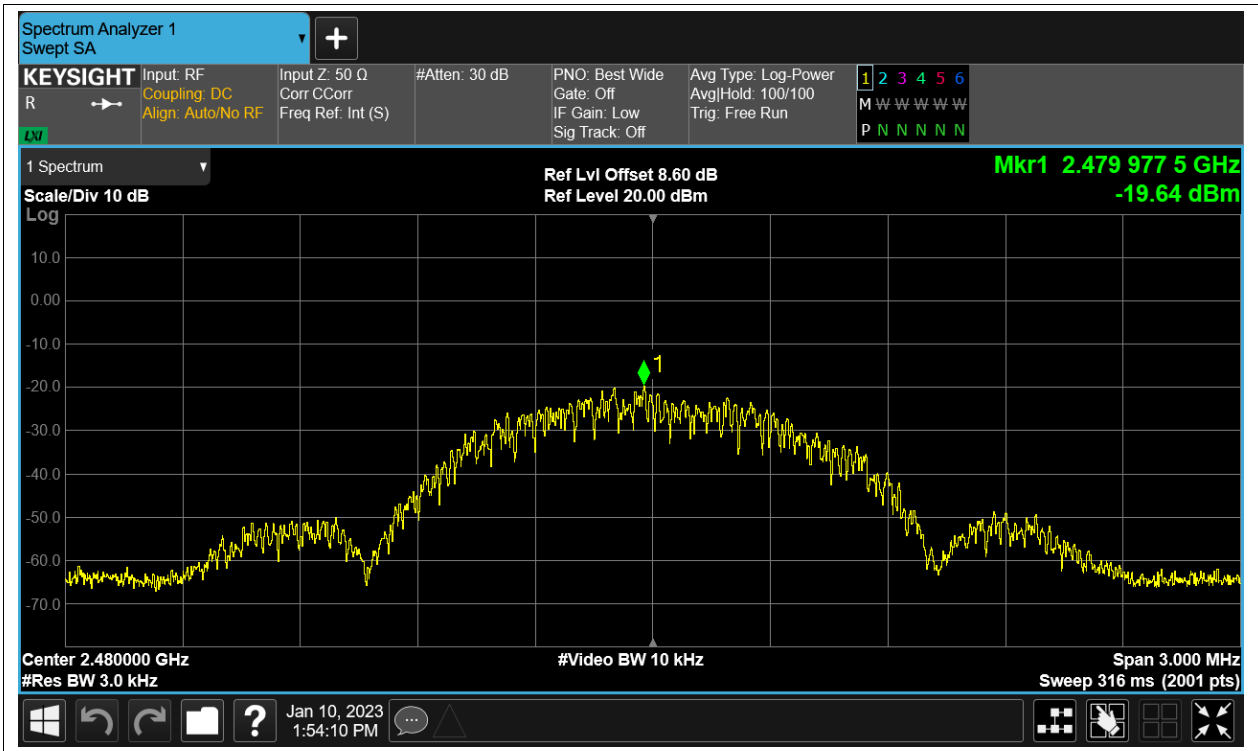 Spectrum Analyzer 1
Swept SA
+
KEYSIGHT
R
LXI
Input: RF
Coupling: DC
Align: Auto/No RF
Input Z: 50 Ω
Corr CCorr
Freq Ref: Int (S)
#Atten: 30 dB
PNO: Best Wide
Gate: Off
IF Gain: Low
Sig Track: Off
Avg Type: Log-Power
Avg|Hold: 100/100
Trig: Free Run
1 2 3 4 5 6
M W W W W W
P N N N N N
1 Spectrum
Scale/Div 10 dB
Log
Ref Lvl Offset 8.60 dB
Ref Level 20.00 dBm
Mkr1 2.479 977 5 GHz
-19.64 dBm
10.0
0.00
-10.0
-20.0
-30.0
-40.0
-50.0
-60.0
-70.0
1
Center 2.480000 GHz
#Res BW 3.0 kHz
#Video BW 10 kHz
Span 3.000 MHz
Sweep 316 ms (2001 pts)
?
Jan 10, 2023
1:54:10 PM